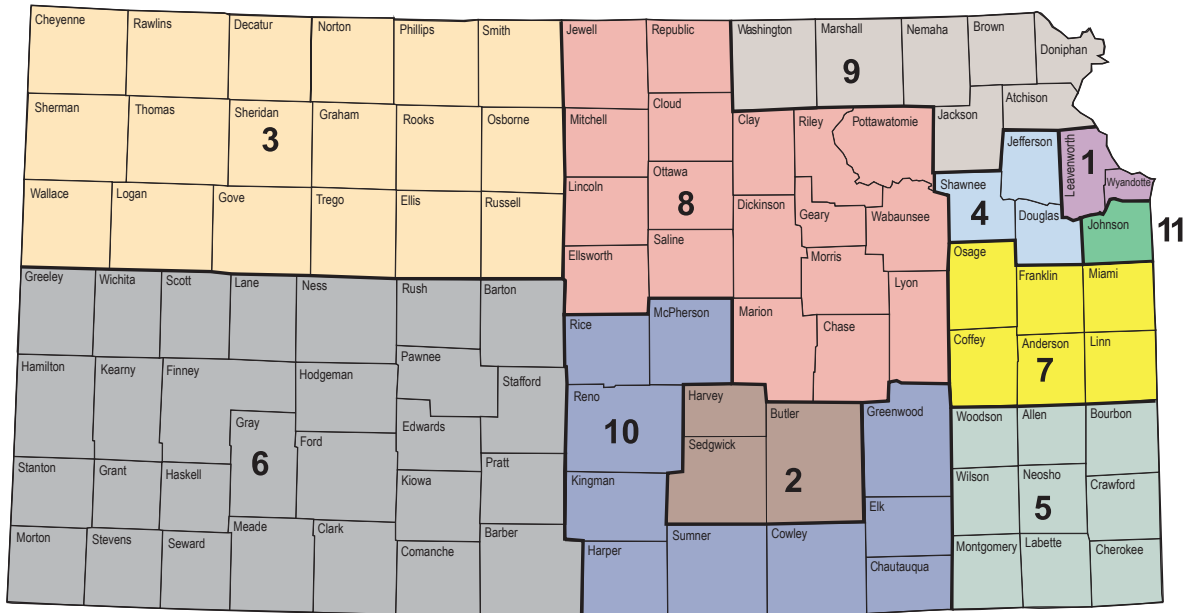 Cheyenne
Rawlins
Decatur
Norton
Phillips
Smith
Jewell
Republic
Washington
Marshall
Nemaha
Brown
Doniphan
9
Sherman
Thomas
Sheridan
Graham
Rooks
Osborne
3
Mitchell
Cloud
Clay
Riley
Pottawatomie
Jackson
Atchison
Jefferson
Leavenworth
1
Wyandotte
Wallace
Logan
Gove
Trego
Ellis
Russell
Lincoln
Ottawa
8
Dickinson
Geary
Wabaunsee
Shawnee
4
Douglas
Johnson
11
Ellsworth
Saline
Morris
Lyon
Osage
Franklin
Miami
Greeley
Wichita
Scott
Lane
Ness
Rush
Barton
Rice
McPherson
Marion
Chase
Coffey
Anderson
Linn
7
Hamilton
Kearny
Finney
Hodgeman
Pawnee
Stafford
Reno
Harvey
Butler
Greenwood
Woodson
Allen
Bourbon
Gray
Ford
Edwards
10
Sedgwick
6
2
Stanton
Grant
Haskell
Kiowa
Pratt
Kingman
Elk
Wilson
Neosho
Crawford
5
Morton
Stevens
Seward
Meade
Clark
Comanche
Barber
Harper
Sumner
Cowley
Chautauqua
Montgomery
Labette
Cherokee